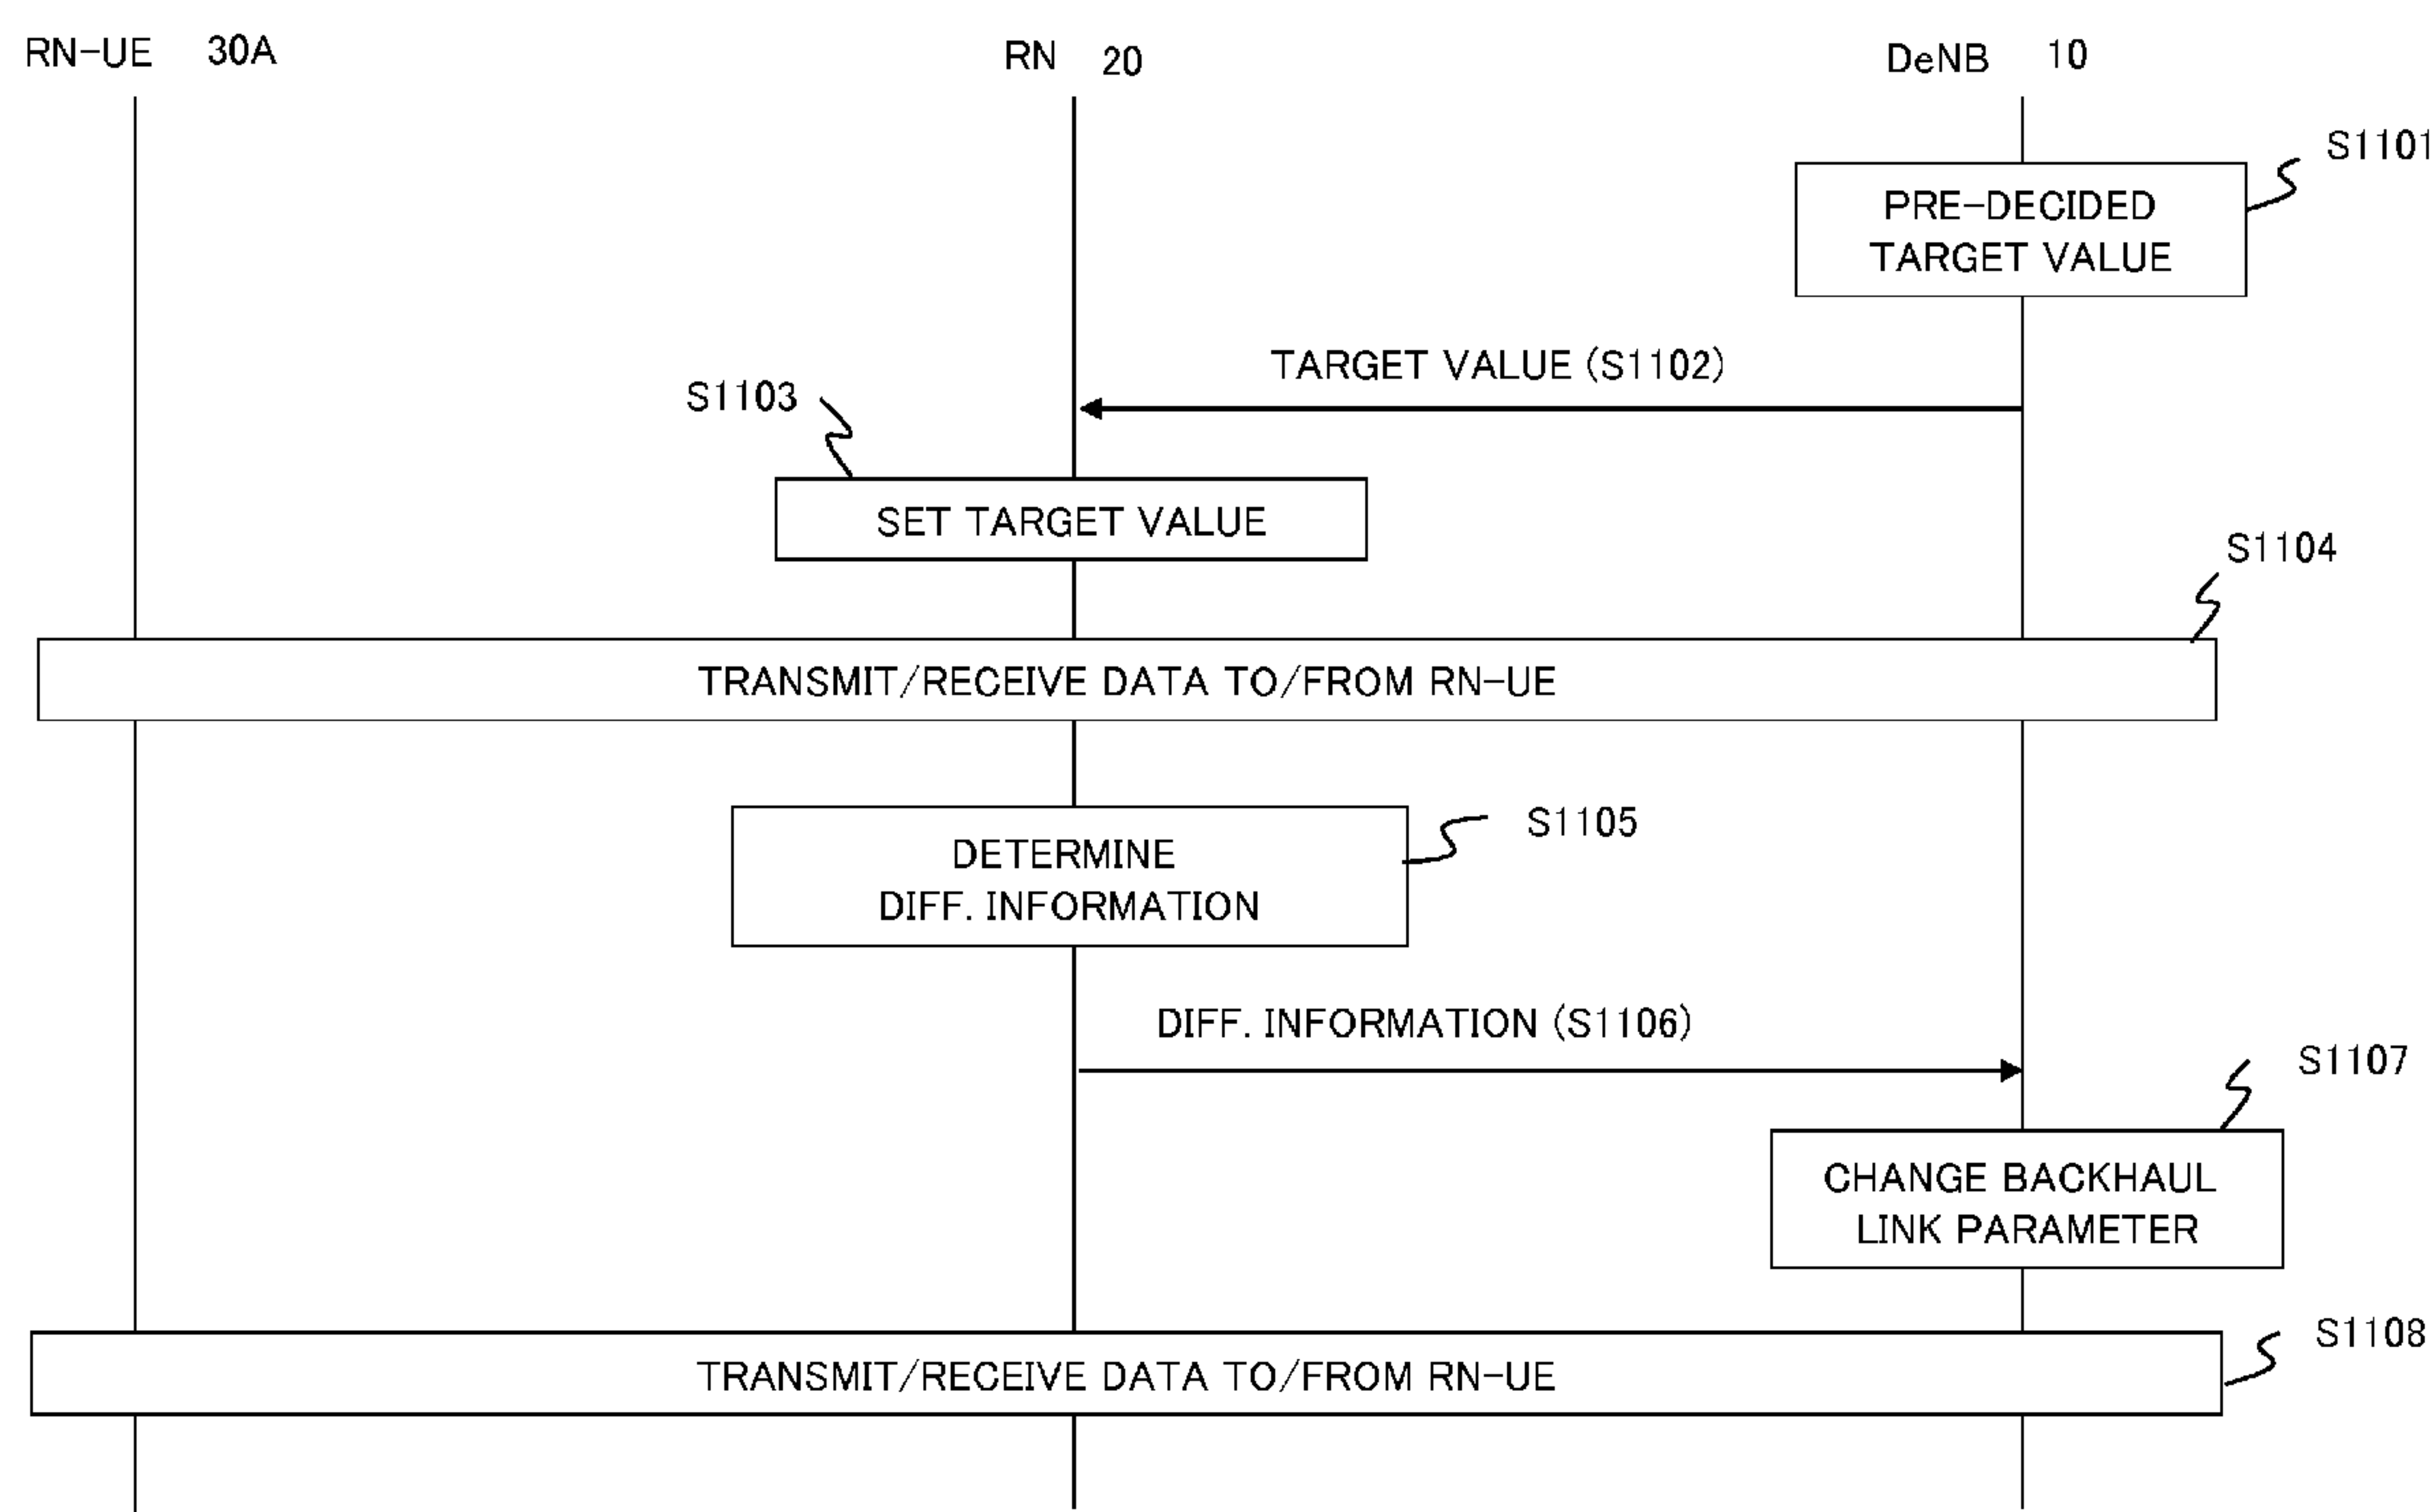 RN-UE 30A
RN 20
DeNB 10
S1101
PRE-DECIDED
TARGET VALUE
TARGET VALUE (S1102)
S1103
SET TARGET VALUE
S1104
TRANSMIT/RECEIVE DATA TO/FROM RN-UE
S1105
DETERMINE
DIFF. INFORMATION
DIFF. INFORMATION (S1106)
S1107
CHANGE BACKHAUL
LINK PARAMETER
S1108
TRANSMIT/RECEIVE DATA TO/FROM RN-UE